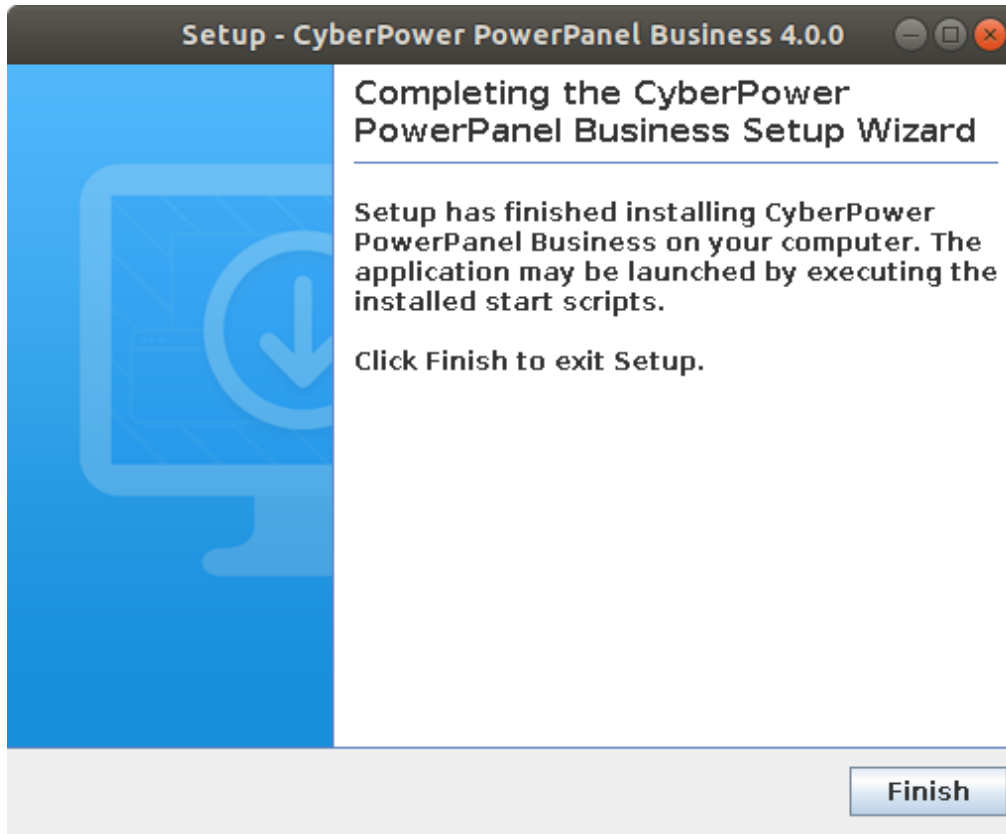 Setup - CyberPower PowerPanel Business 4.0.0
Completing the CyberPower
PowerPanel Business Setup Wizard
Setup has finished installing CyberPower
PowerPanel Business on your computer. The
application may be launched by executing the
installed start scripts.
Click Finish to exit Setup.
Finish